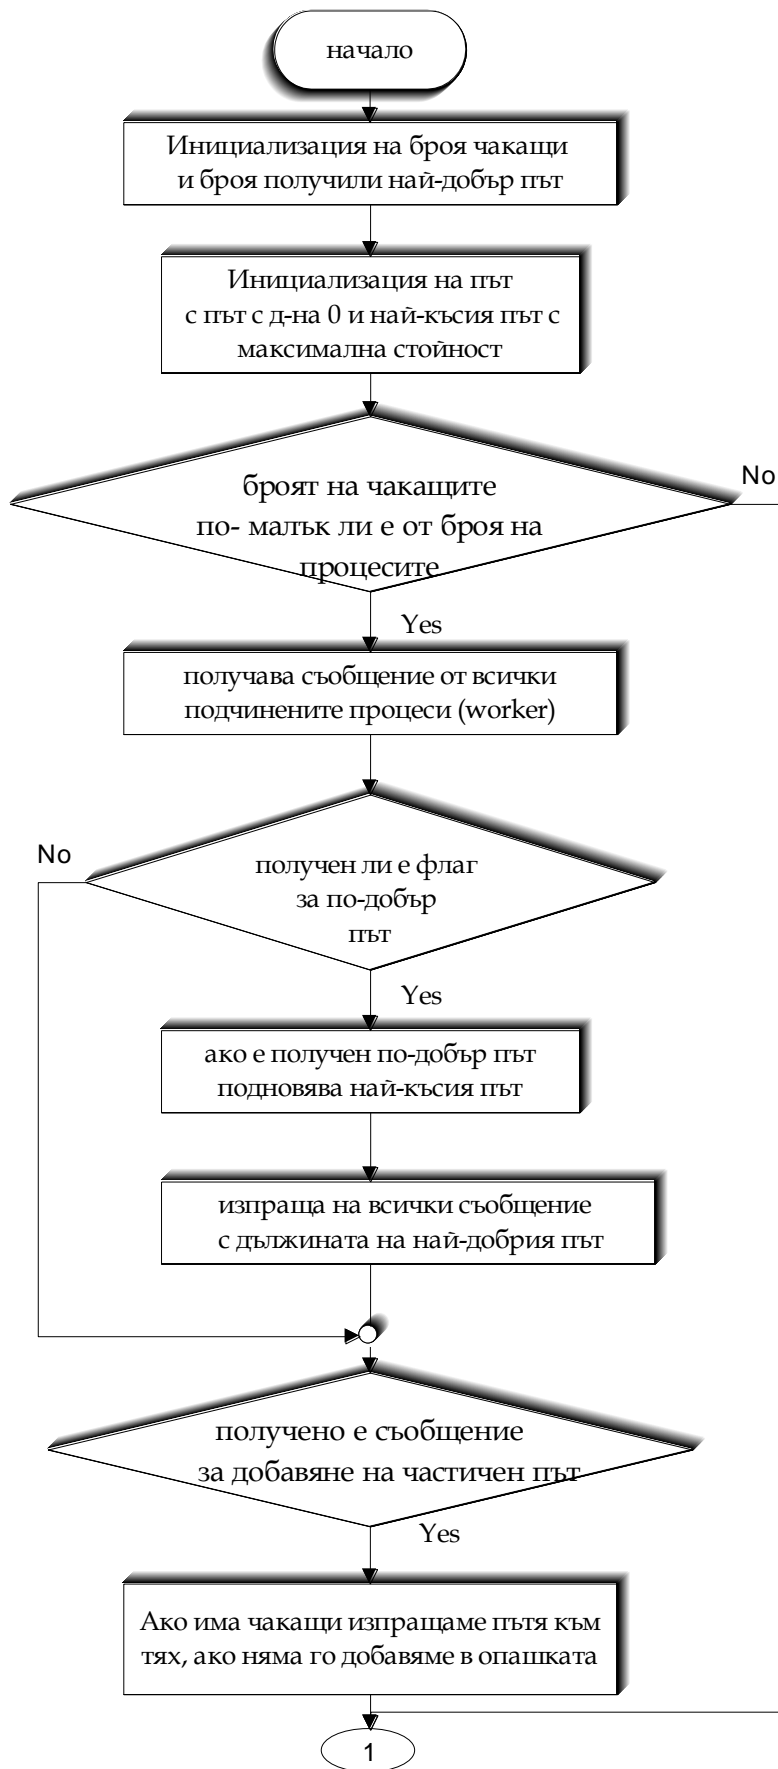 начало
Инициализация на броя чакащи
и броя получили най-добър път
Инициализация на път
с път с д-на 0 и най-късия път с
максимална стойност
No
броят на чакащите
по- малък ли е от броя на
процесите
Yes
получава съобщение от всички
подчинените процеси (worker)
No
получен ли е флаг
за по-добър
път
Yes
ако е получен по-добър път
подновява най-късия път
изпраща на всички съобщение
с дължината на най-добрия път
получено е съобщение
за добавяне на частичен път
Yes
Ако има чакащи изпращаме пътя към
тях, ако няма го добавяме в опашката
1